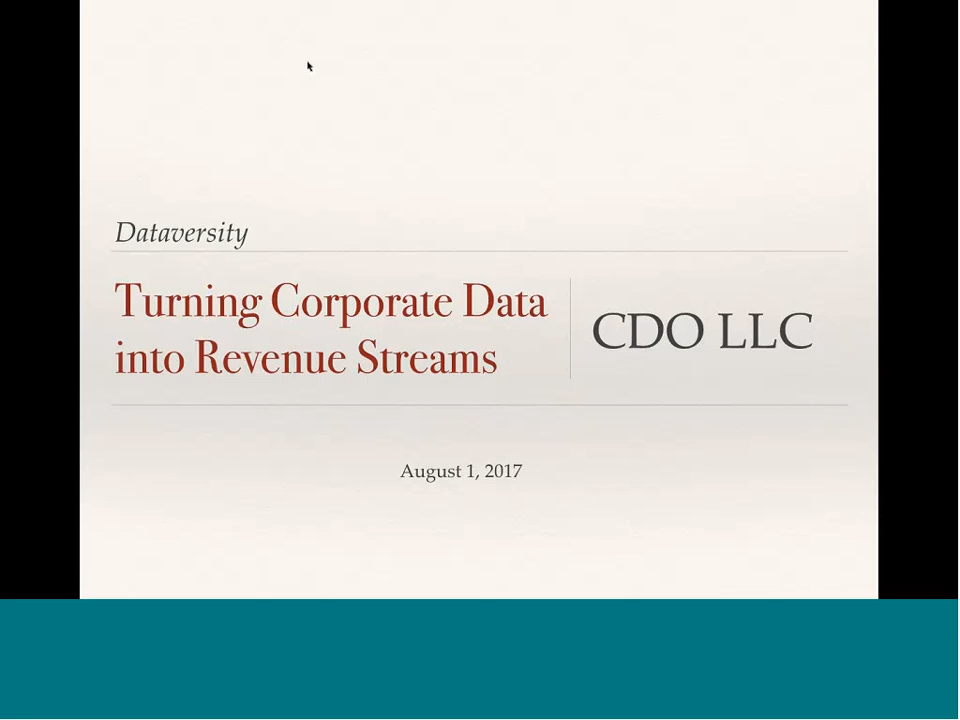 Dataversity
Turning Corporate Data
into Revenue Streams
CDO LLC
August 1, 2017